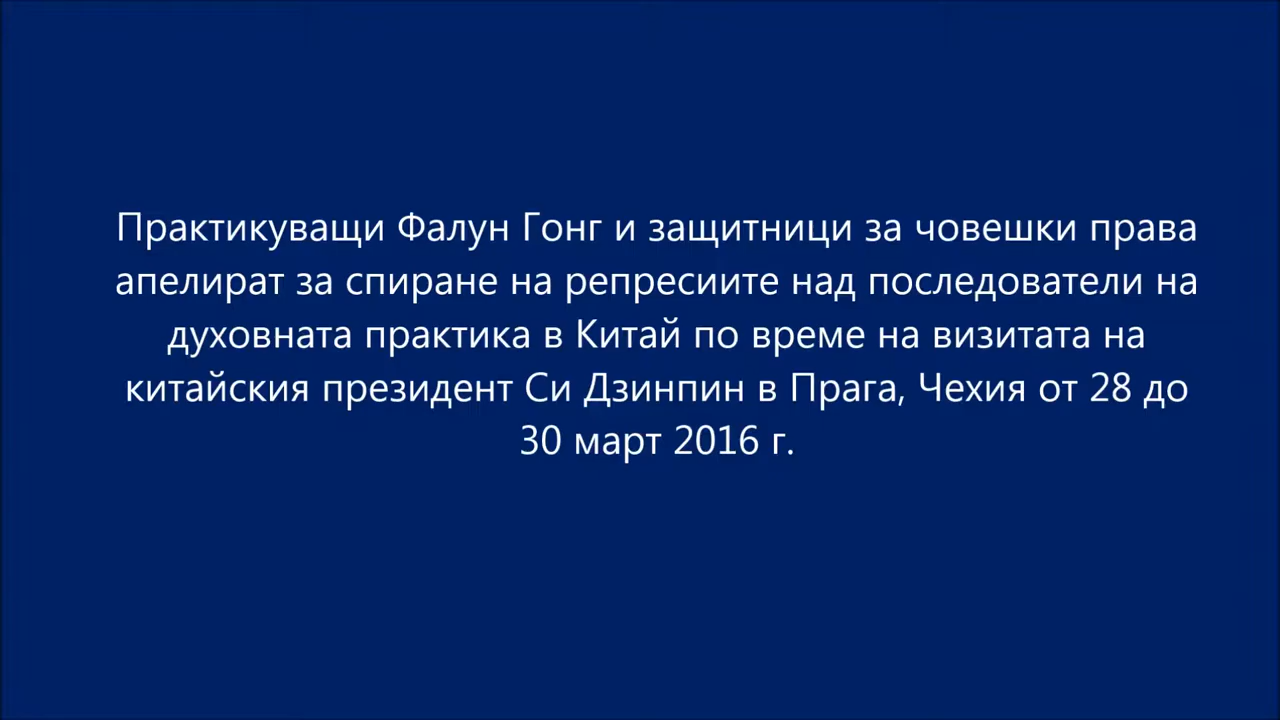 Практикуващи Фалун Гонг и защитници за човешки права
апелират за спиране на репресиите над последователи на
духовната практика в Китай по време на визитата на
китайския президент Си Дзинпин в Прага, Чехия от 28 до
30 март 2016 г.